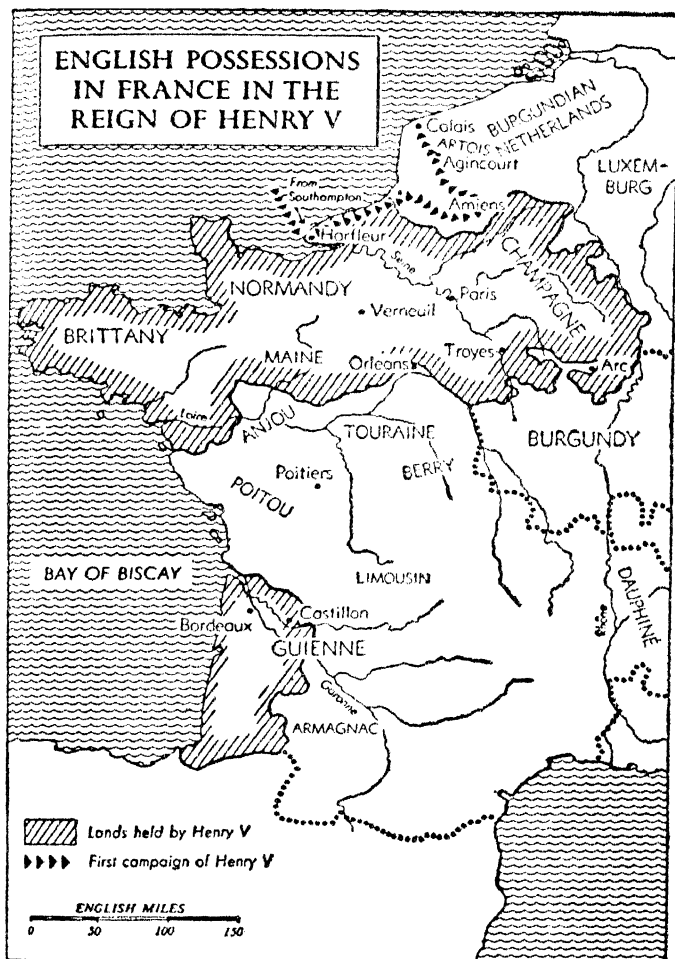 ENGLISH POSSESSIONS
IN FRANCE IN THE
REIGN OF HENRY V
BURGUNDIAN
NETHERLANDS
Calais
ARTOIS
Agincourt
LUXEM-
BURG
From
Southampton
Amiens
Harfleur
CHAMPAGNE
Seine
NORMANDY
Paris
Verneuil
BRITTANY
MAINE
Orleans
Troyes
Arc
Loire
ANJOU
TOURAINE
BURGUNDY
BERRY
Poitiers
POITOU
BAY OF BISCAY
LIMOUSIN
DAUPHINÉ
Castillon
Bordeaux
Rhone
GUIENNE
Garonne
ARMAGNAC
Lands held by Henry V
First campaign of Henry V
ENGLISH MILES
0 50 100 150